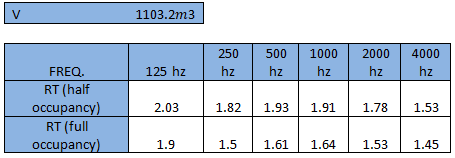 V 1103.2m3
FREQ. 125 hz 250 hz 500 hz 1000 hz 2000 hz 4000 hz
RT (half occupancy) 2.03 1.82 1.93 1.91 1.78 1.53
RT (full occupancy) 1.9 1.5 1.61 1.64 1.53 1.45